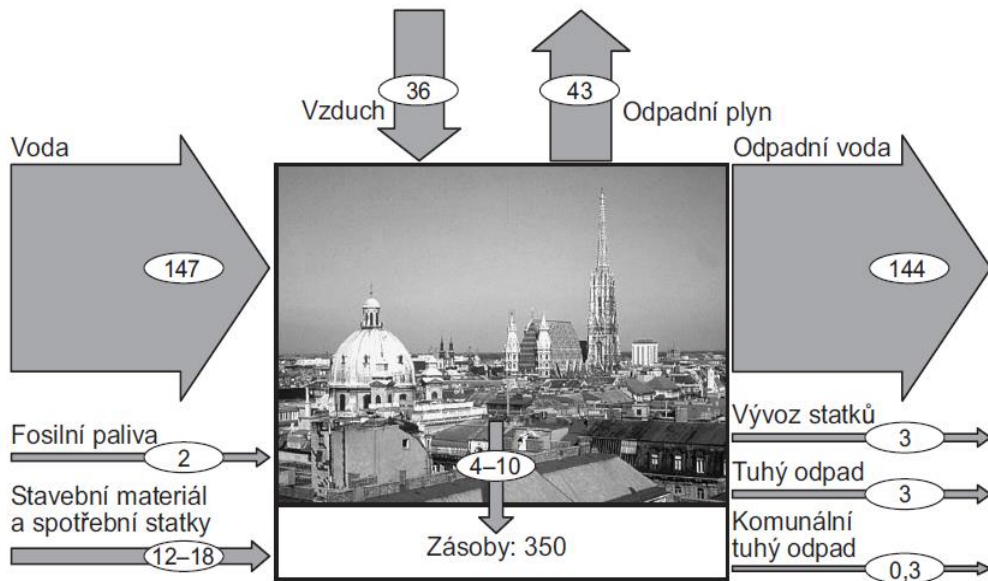 36
Vzduch
43
Odpadní plyn
Voda
147
Odpadní voda
144
Fosilní paliva
2
Stavební materiál
a spotřební statky
12–18
4–10
Zásoby: 350
Vývoz statků
3
Tuhý odpad
3
Komunální
tuhý odpad
0,3